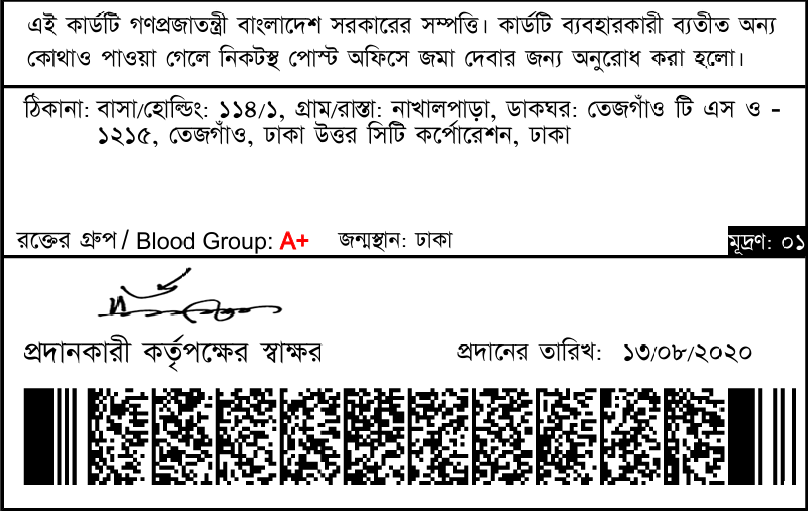 এই কার্ডটি গণপ্রজাতন্ত্রী বাংলাদেশ সরকারের সম্পত্তি। কার্ডটি ব্যবহারকারী ব্যতীত অন্য
কোথাও পাওয়া গেলে নিকটস্থ পোস্ট অফিসে জমা দেবার জন্য অনুরোধ করা হলো।
ঠিকানা: বাসা/হোল্ডিং: ১১৪/১, গ্রাম/রাস্তা: নাখালপাড়া, ডাকঘর: তেজগাঁও টি এস ও -
১২১৫, তেজগাঁও, ঢাকা উত্তর সিটি কর্পোরেশন, ঢাকা
রক্তের গ্রুপ / Blood Group: A+ জন্মস্থান: ঢাকা মূদ্রণ: ০১
প্রদানকারী কর্তৃপক্ষের স্বাক্ষর প্রদানের তারিখ: ১৩/০৮/২০২০